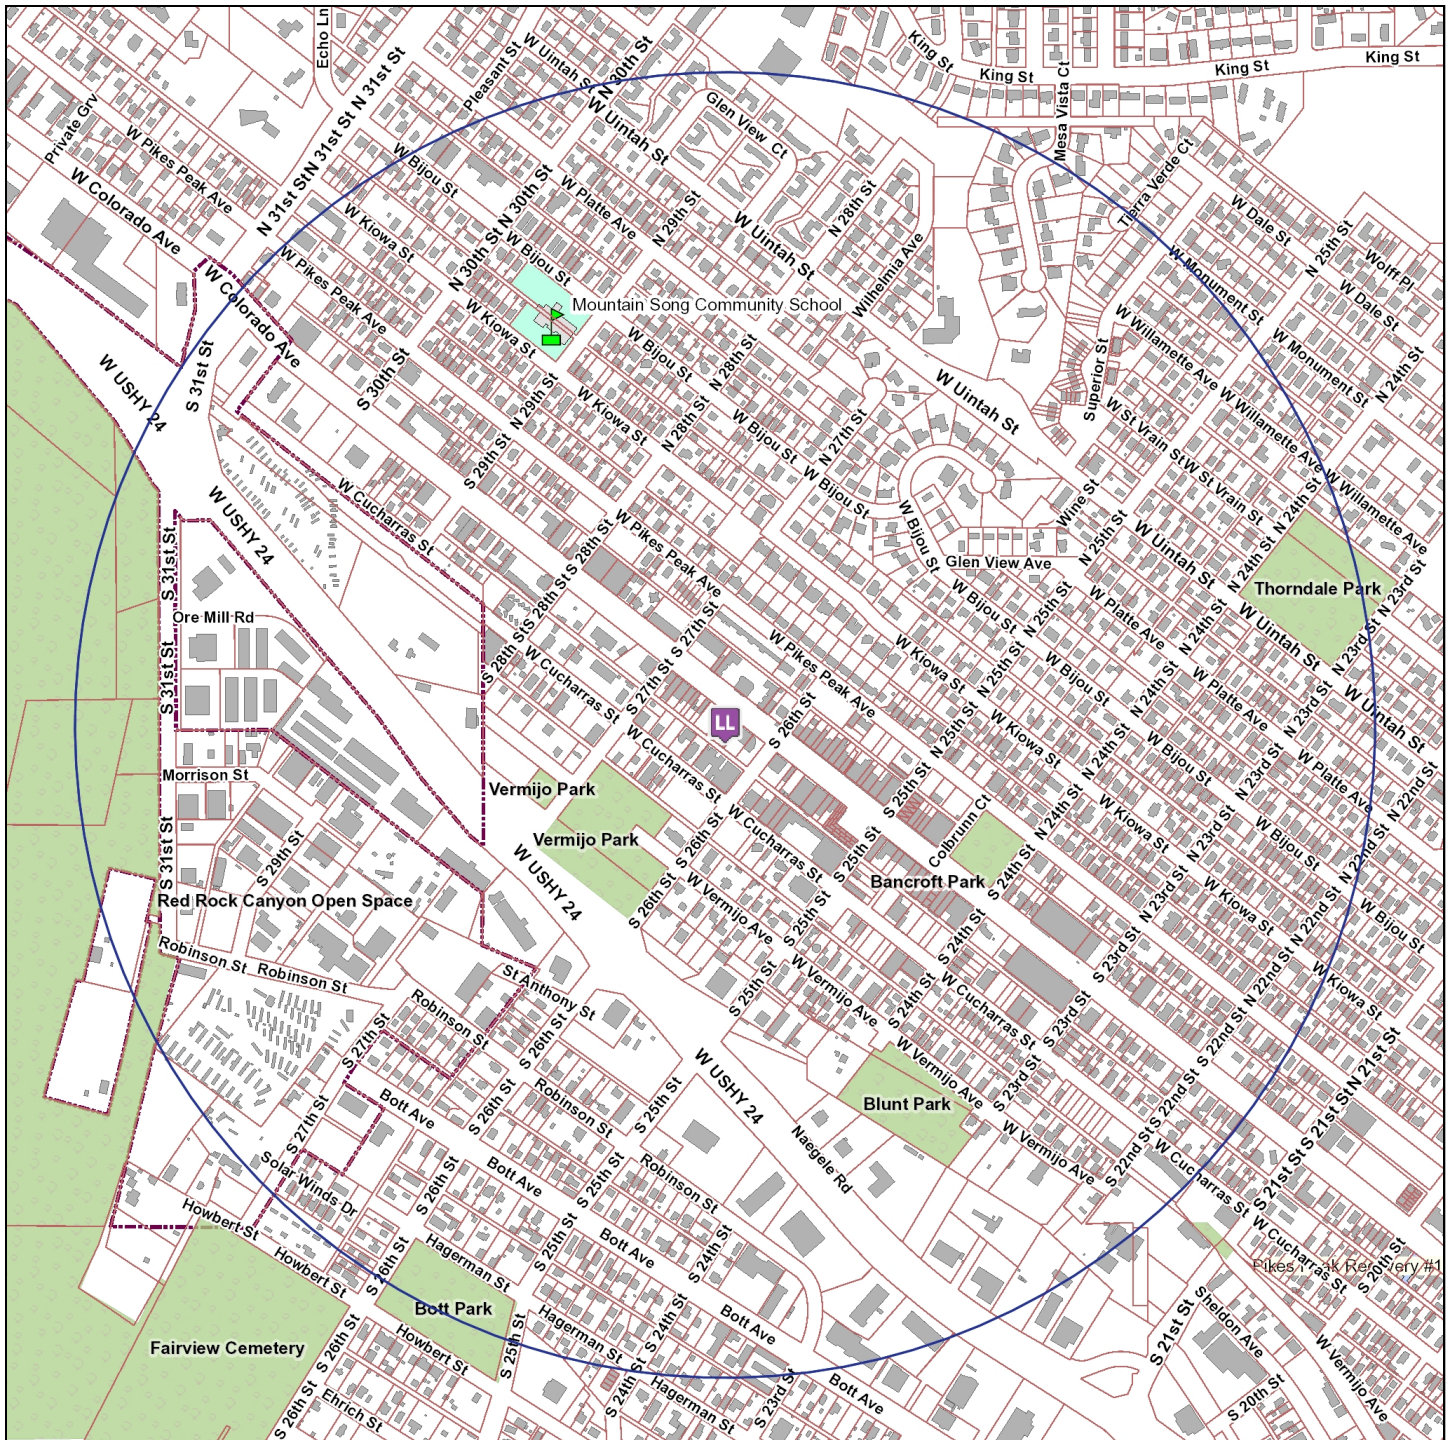 Echo Ln
N 31st St
N 31st St
N 31st St
Pleasant St
W Uintah St
N 30th St
King St
King St
King St
King St
Mesa Vista Ct
Private Grv
W Pikes Peak Ave
W Colorado Ave
W Bijou St
W Uintah St
Glen View Ct
W Platte Ave
N 29th St
N 28th St
Tierra Verde Ct
W Dale St
N 25th St
Wolff Pl
W Dale St
W Kiowa St
N 30th St
N 30th St
W Bijou St
W Uintah St
Wilhelmia Ave
W Monument St
W Pikes Peak Ave
W Colorado Ave
W Kiowa St
Mountain Song Community School
W Bijou St
N 28th St
W Willamette Ave
W Monument St
N 24th St
Superior St
S 31st St
W USHY 24
S 30th St
N 29th St
W Kiowa St
N 28th St
W Bijou St
N 27th St
W Uintah St
W St Vrain St
W Willamette Ave
W St Vrain St
N 24th St
W Willamette Ave
S 29th St
W Bijou St
W USHY 24
W Cucharras St
S 28th St
S 28th St
S 28th St
W Pikes Peak Ave
W Bijou St
Wine St
N 25th St
W Uintah St
Glen View Ave
Thorndale Park
N 23rd St
N 23rd St
S 31st St
Ore Mill Rd
S 31st St
W Bijou St
N 25th St
W Platte Ave
N 24th St
W Uintah St
S 27th St
S 27th St
W Cucharras St
W Pikes Peak Ave
W Kiowa St
N 25th St
W Bijou St
N 24th St
W Platte Ave
N 23rd St
W Uintah St
LL
S 26th St
W Cucharras St
N 25th St
W Kiowa St
N 24th St
W Bijou St
N 23rd St
W Platte Ave
N 22nd St
Morrison St
Vermijo Park
Vermijo Park
S 26th St
W Cucharras St
S 25th St
Colbrunn Ct
N 24th St
W Kiowa St
N 23rd St
W Bijou St
N 22nd St
S 31st St
S 29th St
W USHY 24
S 25th St
Bancroft Park
S 24th St
Red Rock Canyon Open Space
S 26th St
W Vermijo Ave
S 25th St
N 23rd St
W Kiowa St
N 22nd St
W Bijou St
Robinson St
Robinson St
St Anthony St
S 25th St
W Vermijo Ave
S 24th St
S 24th St
W Cucharras St
S 23rd St
N 22nd St
W Kiowa St
S 27th St
Robinson St
S 26th St
S 23rd St
W Vermijo Ave
S 22nd St
N 21st St
W USHY 24
Bott Ave
S 26th St
Robinson St
S 25th St
Blunt Park
S 23rd St
S 22nd St
S 21st St
S 27th St
Naegele Rd
W Vermijo Ave
S 22nd St
W Cucharras St
S 21st St
Solar Winds Dr
S 26th St
Bott Ave
S 25th St
Robinson St
Howbert St
Howbert St
S 26th St
Hagerman St
S 25th St
Bott Ave
S 24th St
W Cucharras St
Pikes
ery #1
S 20th St
Bott Park
Fairview Cemetery
S 26th St
Howbert St
S 25th St
Hagerman St
S 24th St
Bott Ave
S 21st St
Sheldon Ave
W Vermijo Ave
S 26th St
Ehrich St
S 24th St
Hagerman St
S 23rd St
Bott Ave
S 20th St